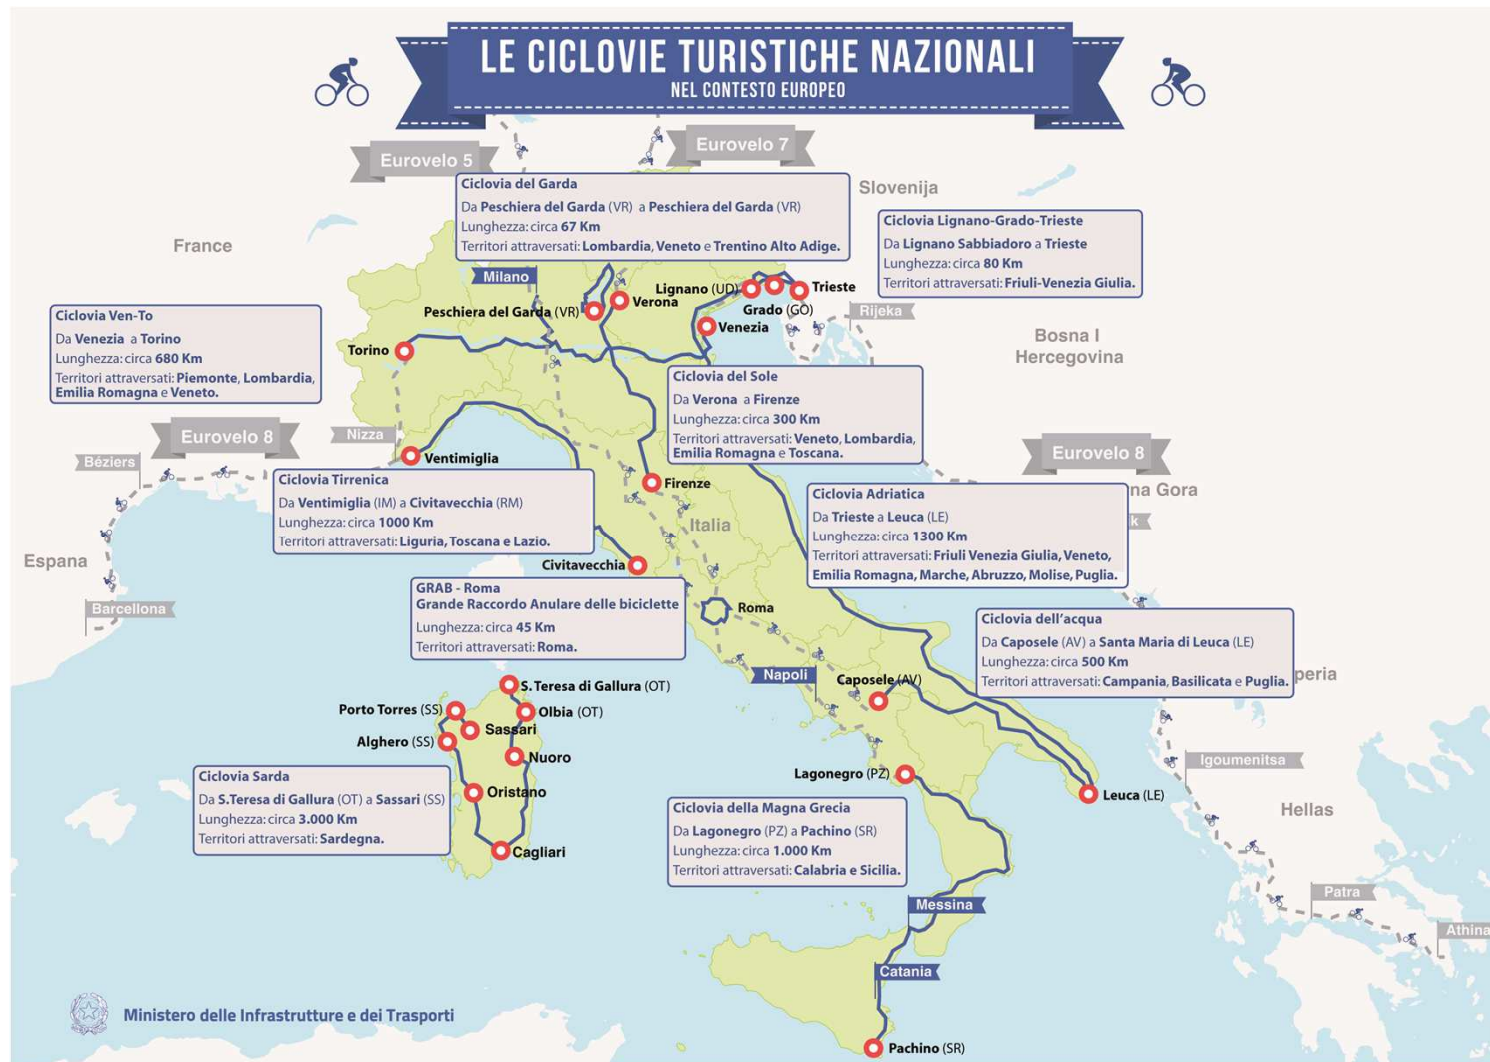 LE CICLOVIE TURISTICHE NAZIONALI
NEL CONTESTO EUROPEO
Eurovelo 5
Eurovelo 7
Slovenija
France
Ciclovia del Garda
Da Peschiera del Garda (VR) a Peschiera del Garda (VR)
Lunghezza: circa 67 Km
Territori attraversati: Lombardia, Veneto e Trentino Alto Adige.
Ciclovia Lignano-Grado-Trieste
Da Lignano Sabbiadoro a Trieste
Lunghezza: circa 80 Km
Territori attraversati: Friuli-Venezia Giulia.
Milano
Lignano (UD)
Trieste
Verona
Grado (GO)
Peschiera del Garda (VR)
Venezia
Rijeka
Bosna I
Hercegovina
Ciclovia Ven-To
Da Venezia a Torino
Lunghezza: circa 680 Km
Territori attraversati: Piemonte, Lombardia,
Emilia Romagna e Veneto.
Torino
Ciclovia del Sole
Da Verona a Firenze
Lunghezza: circa 300 Km
Territori attraversati: Veneto, Lombardia,
Emilia Romagna e Toscana.
Eurovelo 8
Nizza
Béziers
Ventimiglia
Eurovelo 8
Ciclovia Tirrenica
Da Ventimiglia (IM) a Civitavecchia (RM)
Lunghezza: circa 1000 Km
Territori attraversati: Liguria, Toscana e Lazio.
Firenze
Italia
Ciclovia Adriatica
Da Trieste a Leuca (LE)
Lunghezza: circa 1300 Km
Territori attraversati: Friuli Venezia Giulia, Veneto,
Emilia Romagna, Marche, Abruzzo, Molise, Puglia.
na Gora
k
Espana
Civitavecchia
Barcellona
GRAB - Roma
Grande Raccordo Anulare delle biciclette
Lunghezza: circa 45 Km
Territori attraversati: Roma.
Roma
Ciclovia dell'acqua
Da Caposele (AV) a Santa Maria di Leuca (LE)
Lunghezza: circa 500 Km
Territori attraversati: Campania, Basilicata e Puglia.
peria
Napoli
Caposele (AV)
S.Teresa di Gallura (OT)
Porto Torres (SS)
Olbia (OT)
Sassari
Alghero (SS)
Nuoro
Oristano
Cagliari
Ciclovia Sarda
Da S.Teresa di Gallura (OT) a Sassari (SS)
Lunghezza: circa 3.000 Km
Territori attraversati: Sardegna.
Lagonegro (PZ)
Leuca (LE)
Igoumenitsa
Hellas
Ciclovia della Magna Grecia
Da Lagonegro (PZ) a Pachino (SR)
Lunghezza: circa 1.000 Km
Territori attraversati: Calabria e Sicilia.
Patra
Athina
Messina
Catania
Pachino (SR)
Ministero delle Infrastrutture e dei Trasporti